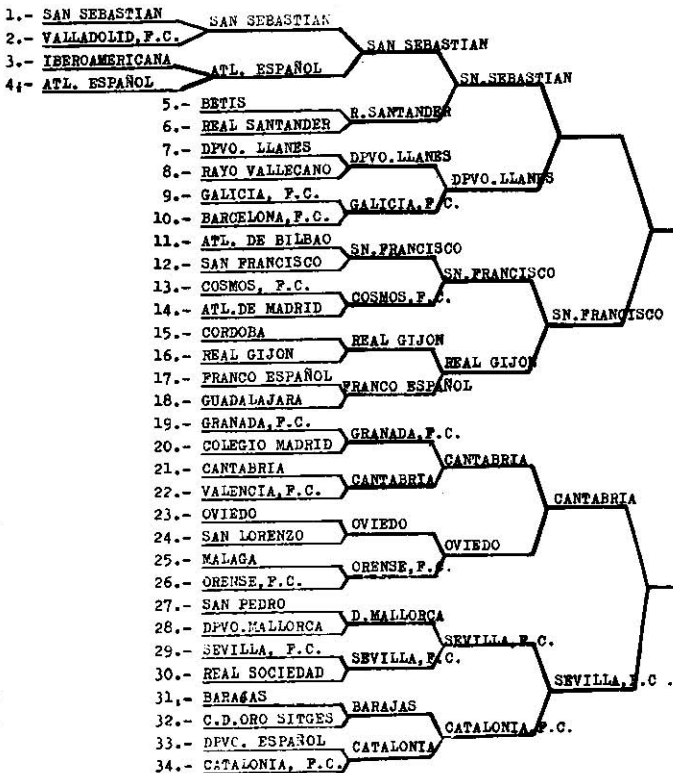 1.- SAN SEBASTIAN
2.- VALLADOLID, F.C.
3.- IBEROAMERICANA
4.- ATL. ESPAÑOL
SAN SEBASTIAN
ATL. ESPAÑOL
SAN SEBASTIAN
SN. SEBASTIAN
5.- BETIS
6.- REAL SANTANDER
R.SANTANDER
7.- DPVO. LLANES
8.- RAYO VALLECANO
DPVO.LLANES
DPVO.LLANES
9.- GALICIA, F.C.
10.- BARCELONA, F.C.
GALICIA, F.C.
11.- ATL. DE BILBAO
12.- SAN FRANCISCO
SN. FRANCISCO
SN. FRANCISCO
13.- COSMOS, F.C.
14.- ATL.DE MADRID
COSMOS, F.C.
SN. FRANCISCO
15.- CORDOBA
16.- REAL GIJON
REAL GIJON
REAL GIJON
17.- FRANCO ESPAÑOL
18.- GUADALAJARA
FRANCO ESPAÑOL
19.- GRANADA, F.C.
20.- COLEGIO MADRID
GRANADA, F.C.
CANTABRIA
21.- CANTABRIA
22.- VALENCIA, F.C.
CANTABRIA
CANTABRIA
23.- OVIEDO
24.- SAN LORENZO
OVIEDO
OVIEDO
25.- MALAGA
26.- ORENSE, F.C.
ORENSE, F.C.
27.- SAN PEDRO
28.- DPVO.MALLORCA
D.MALLORCA
SEVILLA, F.C.
29.- SEVILLA, F.C.
30.- REAL SOCIEDAD
SEVILLA, F.C.
SEVILLA, F.C.
31.- BARAJAS
32.- C.D.ORO SITGES
BARAJAS
CATALONIA, F.C.
33.- DPVO. ESPAÑOL
34.- CATALONIA, F.C.
CATALONIA